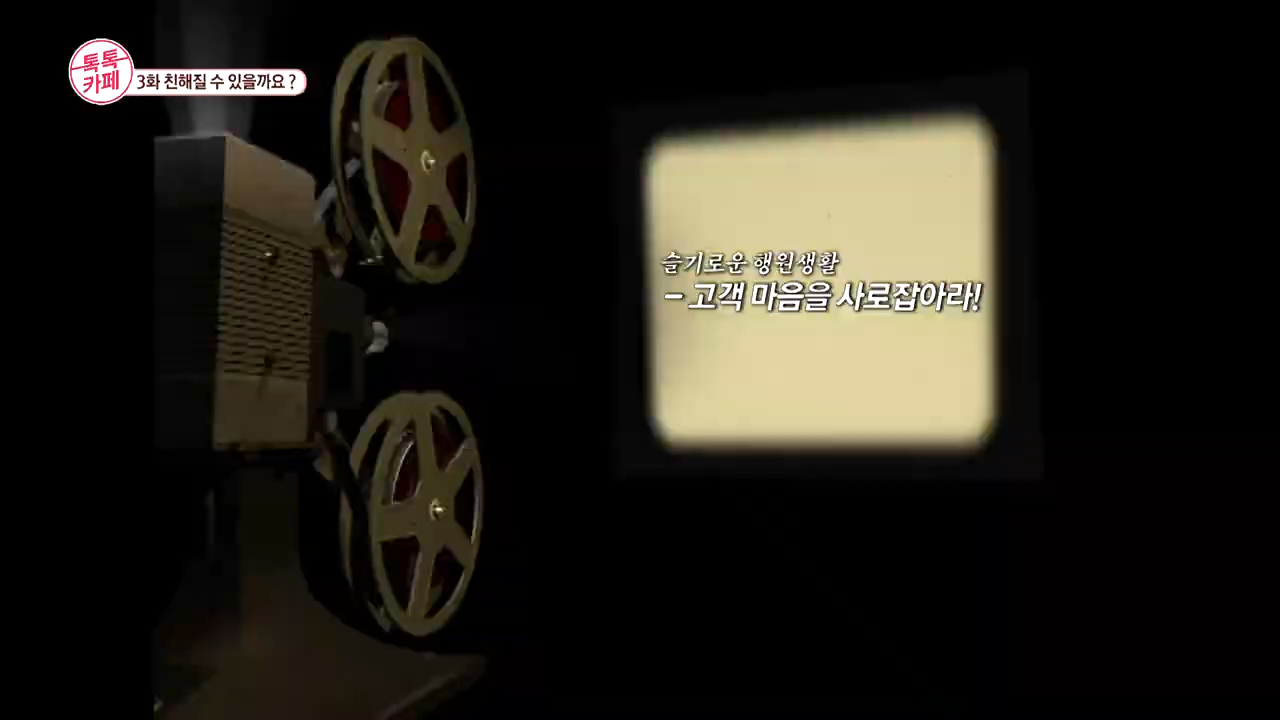 톡톡
카페
3화 친해질 수 있을까요?
슬기로운 행원생활
- 고객 마음을 사로잡아라!